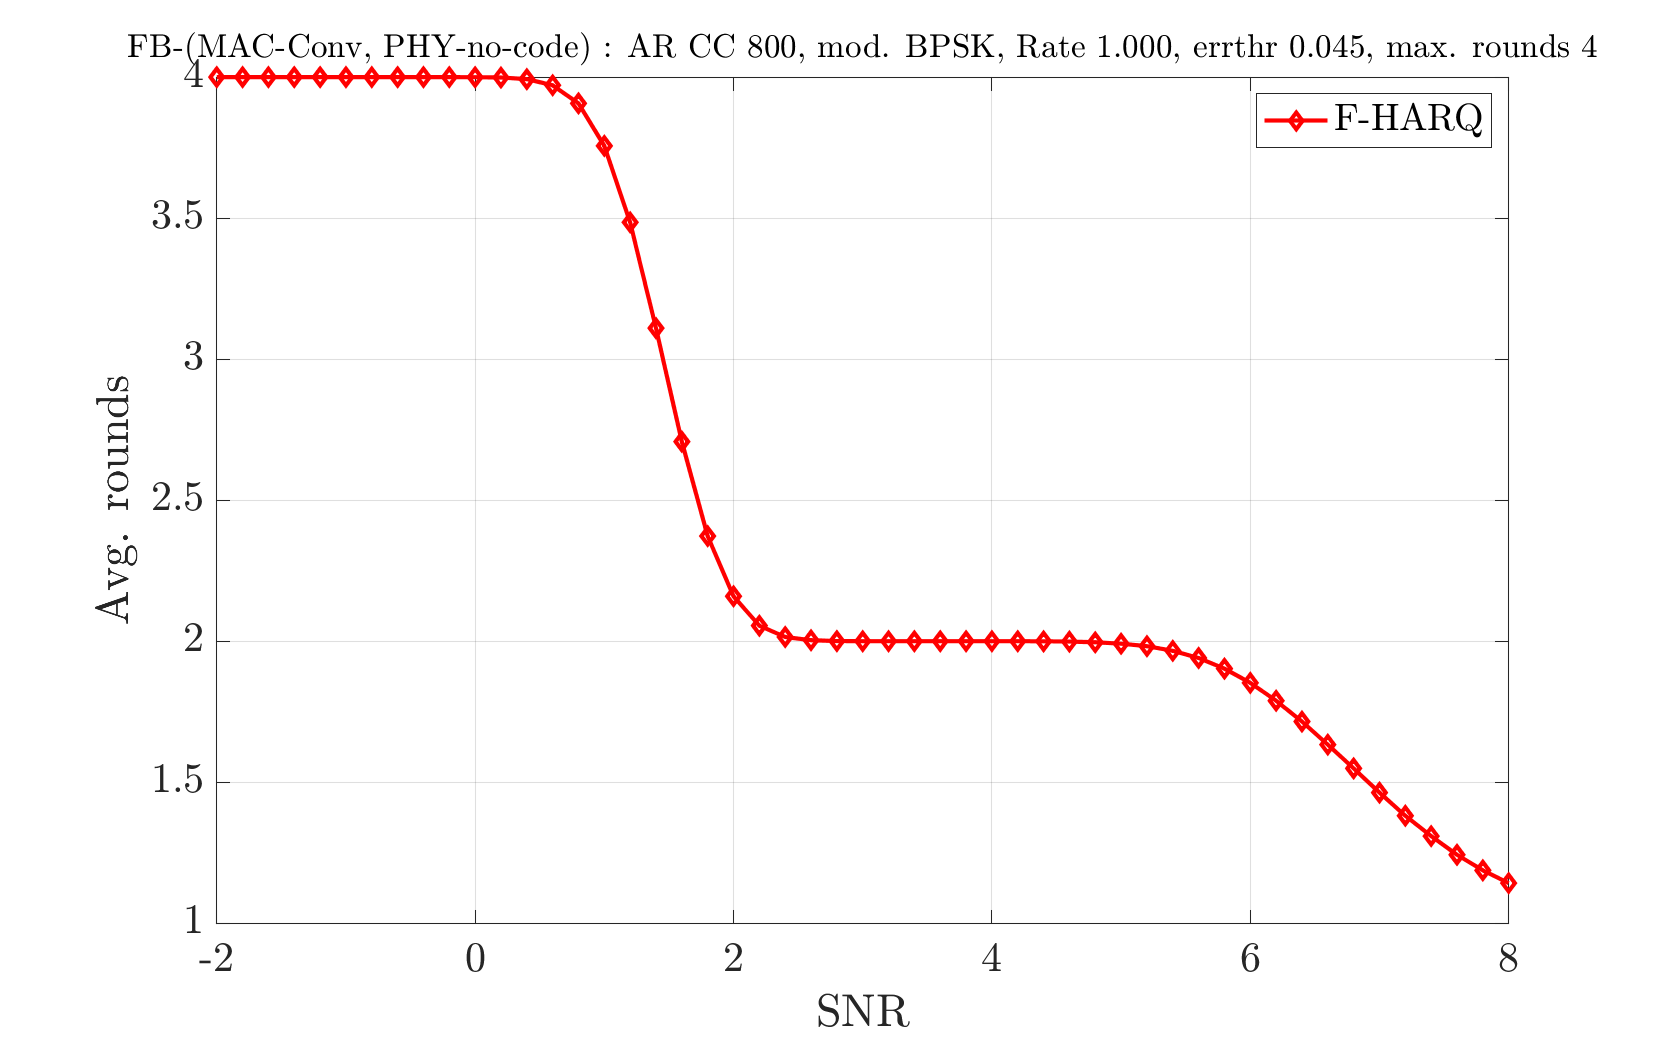 FB-(MAC-Conv, PHY-no-code) : AR CC 800, mod. BPSK, Rate 1.000, errthr 0.045, max. rounds 4
F-HARQ
4
3.5
3
2.5
2
1.5
1
Avg. rounds
-2 0 2 4 6 8
SNR